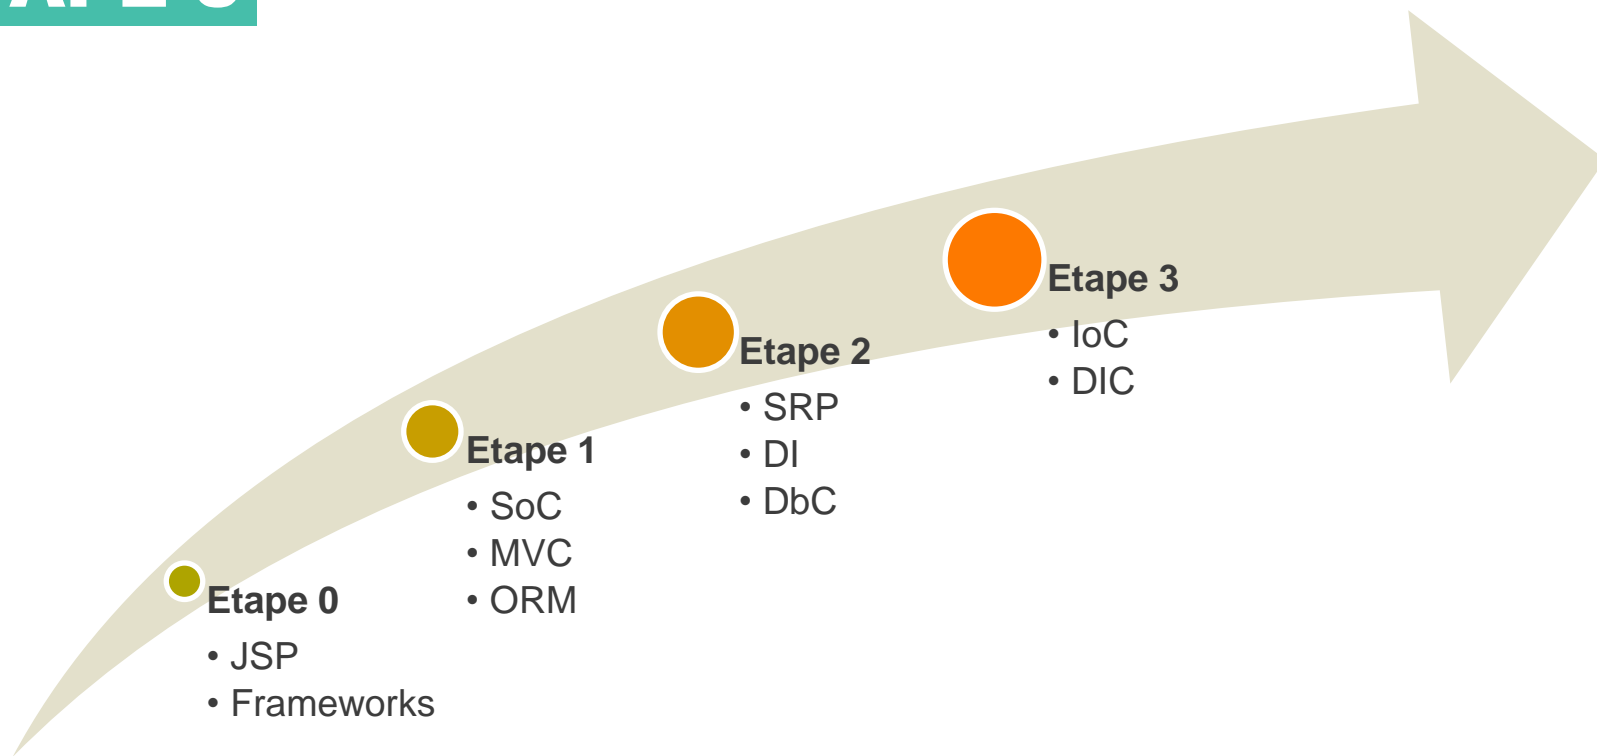 Etape 3
• IoC
• DIC
Etape 2
• SRP
• DI
• DbC
Etape 1
• SoC
• MVC
• ORM
Etape 0
• JSP
• Frameworks